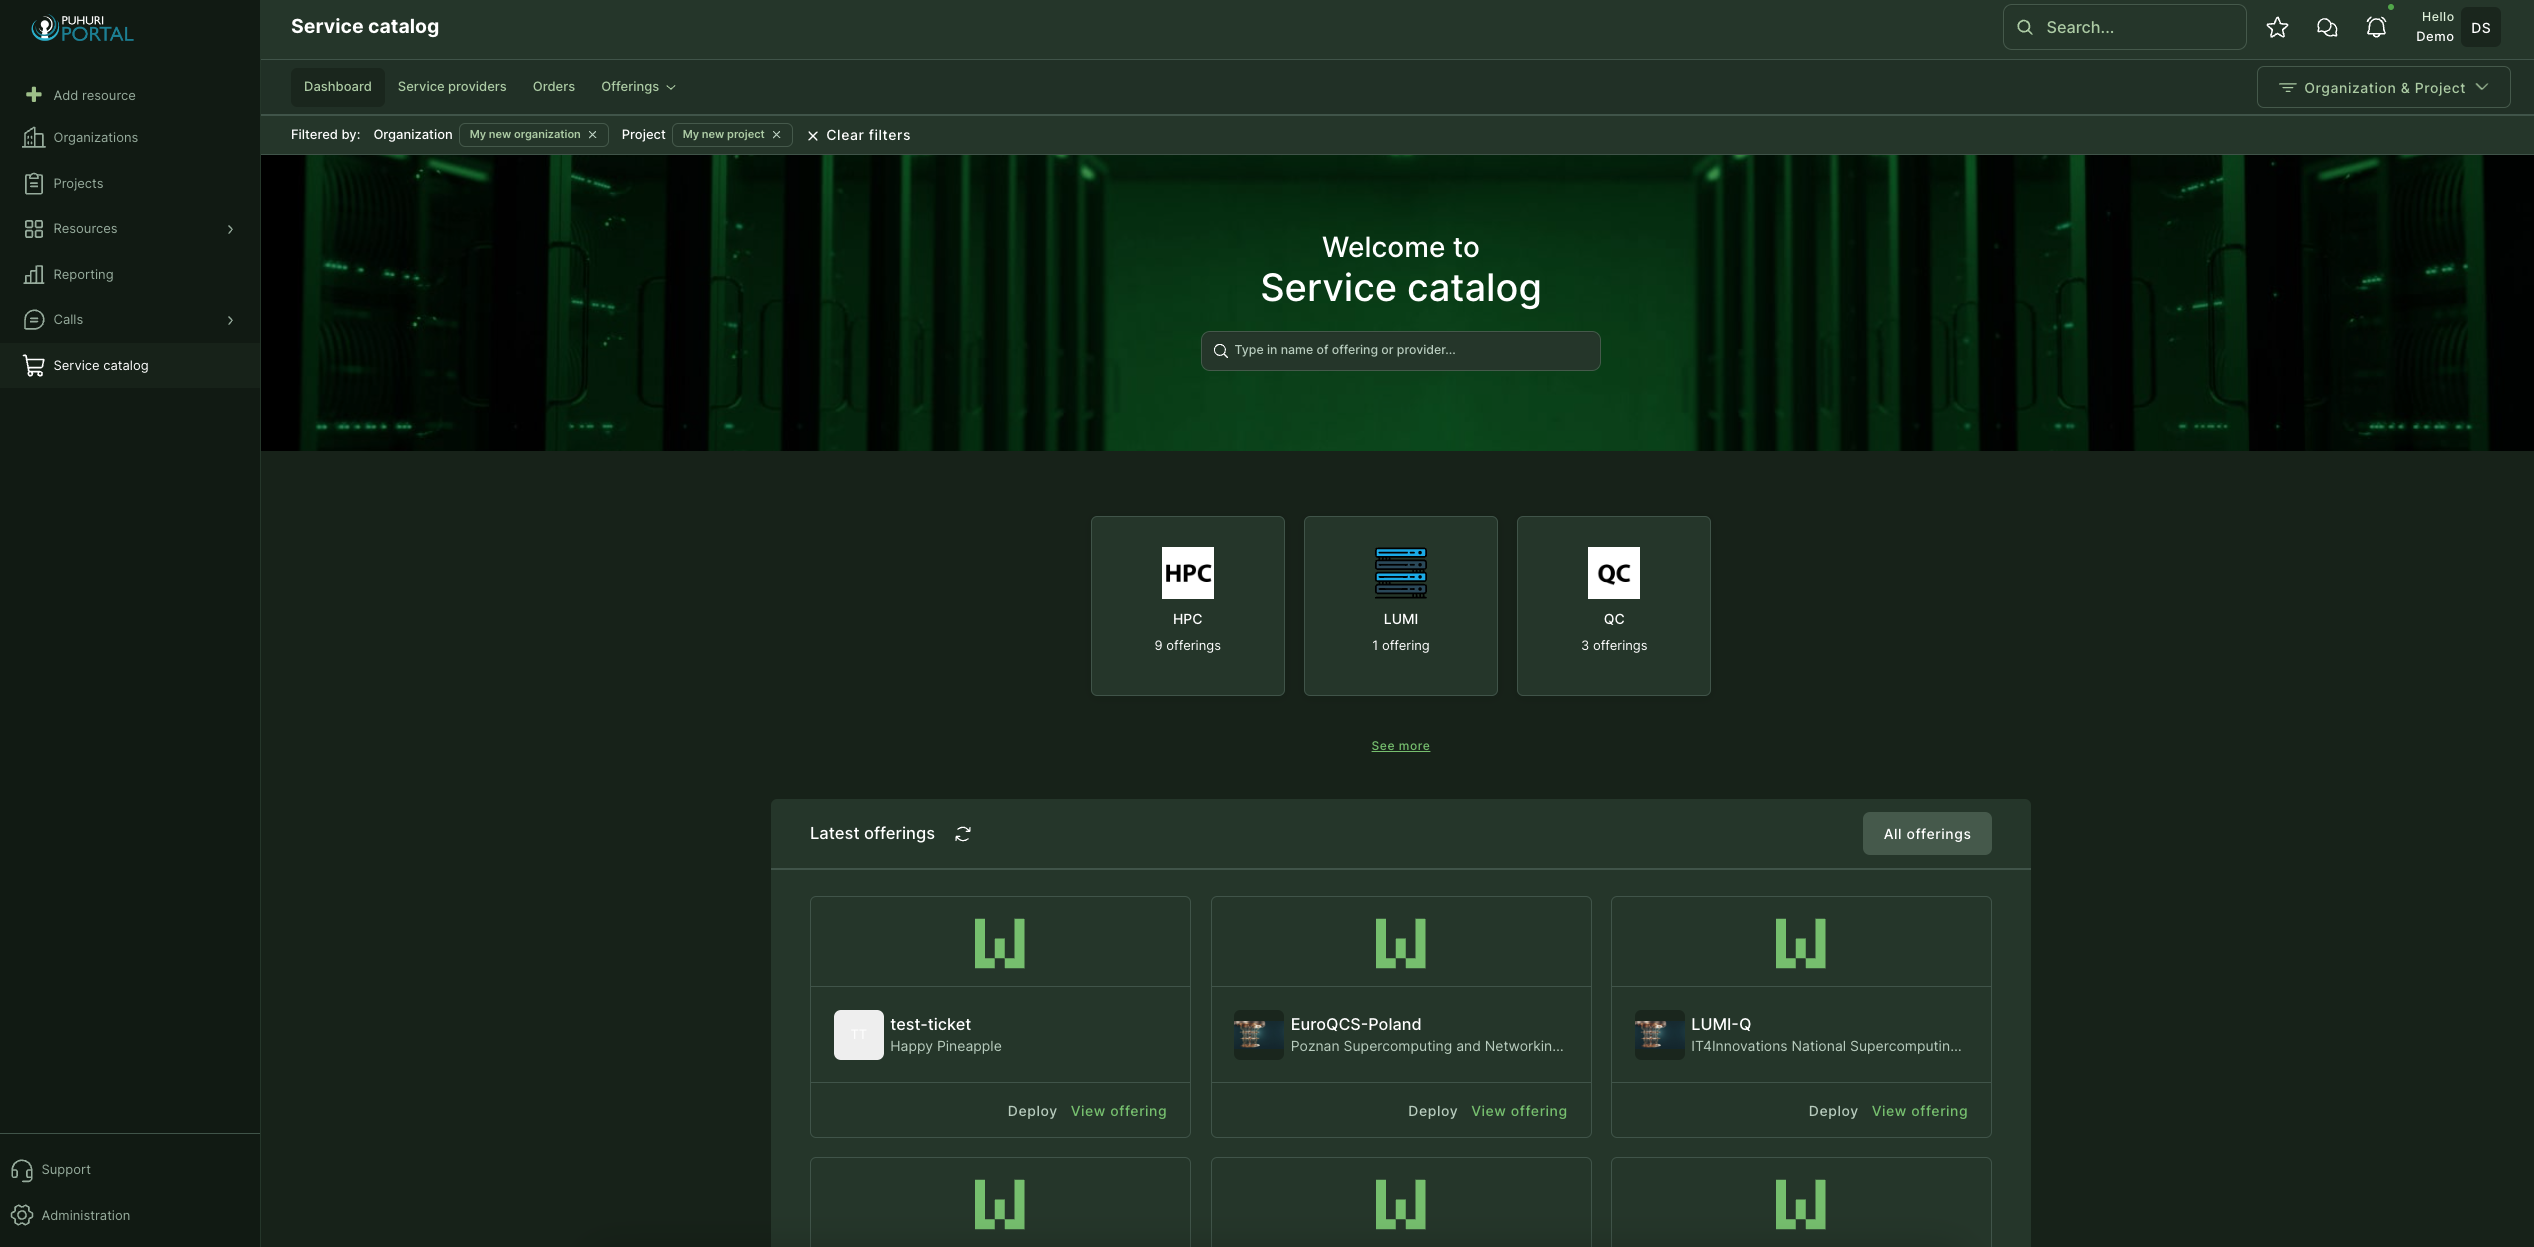 PUHURI
PORTAL
Service catalog
Search...
Hello
Demo
DS
Add resource
Organizations
Projects
Resources
Reporting
Calls
Service catalog
Support
Administration
Dashboard
Service providers
Orders
Offerings
Organization & Project
Filtered by: Organization My new organization Project My new project Clear filters
Welcome to
Service catalog
Type in name of offering or provider...
HPC
HPC
9 offerings
LUMI
1 offering
QC
QC
3 offerings
See more
Latest offerings
All offerings
TT
test-ticket
Happy Pineapple
Deploy View offering
EuroQCS-Poland
Poznan Supercomputing and Networkin...
Deploy View offering
LUMI-Q
IT4Innovations National Supercomputin...
Deploy View offering